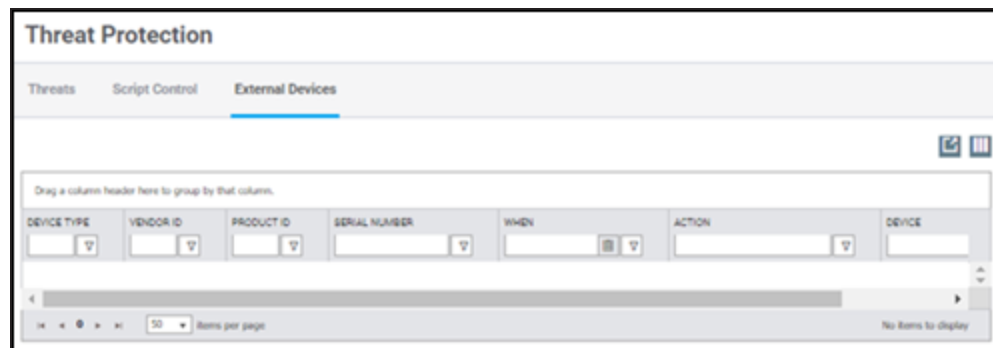 Threat Protection
Threats Script Control External Devices
Drag a column header here to group by that column.
DEVICE TYPE VENDOR ID PRODUCT ID SERIAL NUMBER WHEN ACTION DEVICE
0 50 items per page No items to display